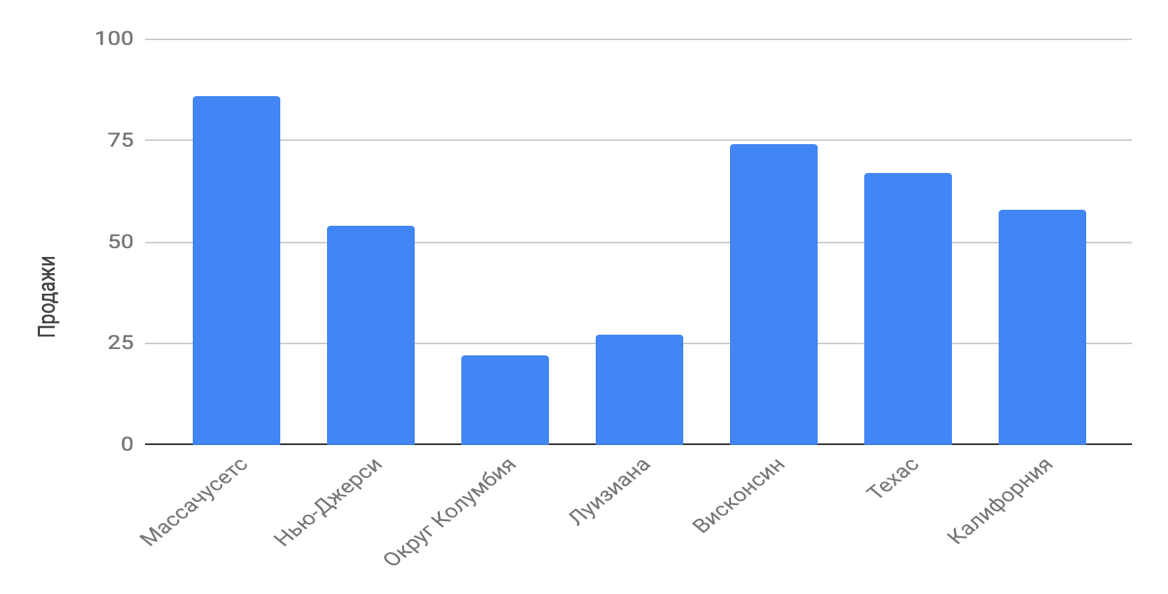 100
75
50
25
0
Продажи
Массачусетс
Нью-Джерси
Округ Колумбия
Луизиана
Висконсин
Техас
Калифорния